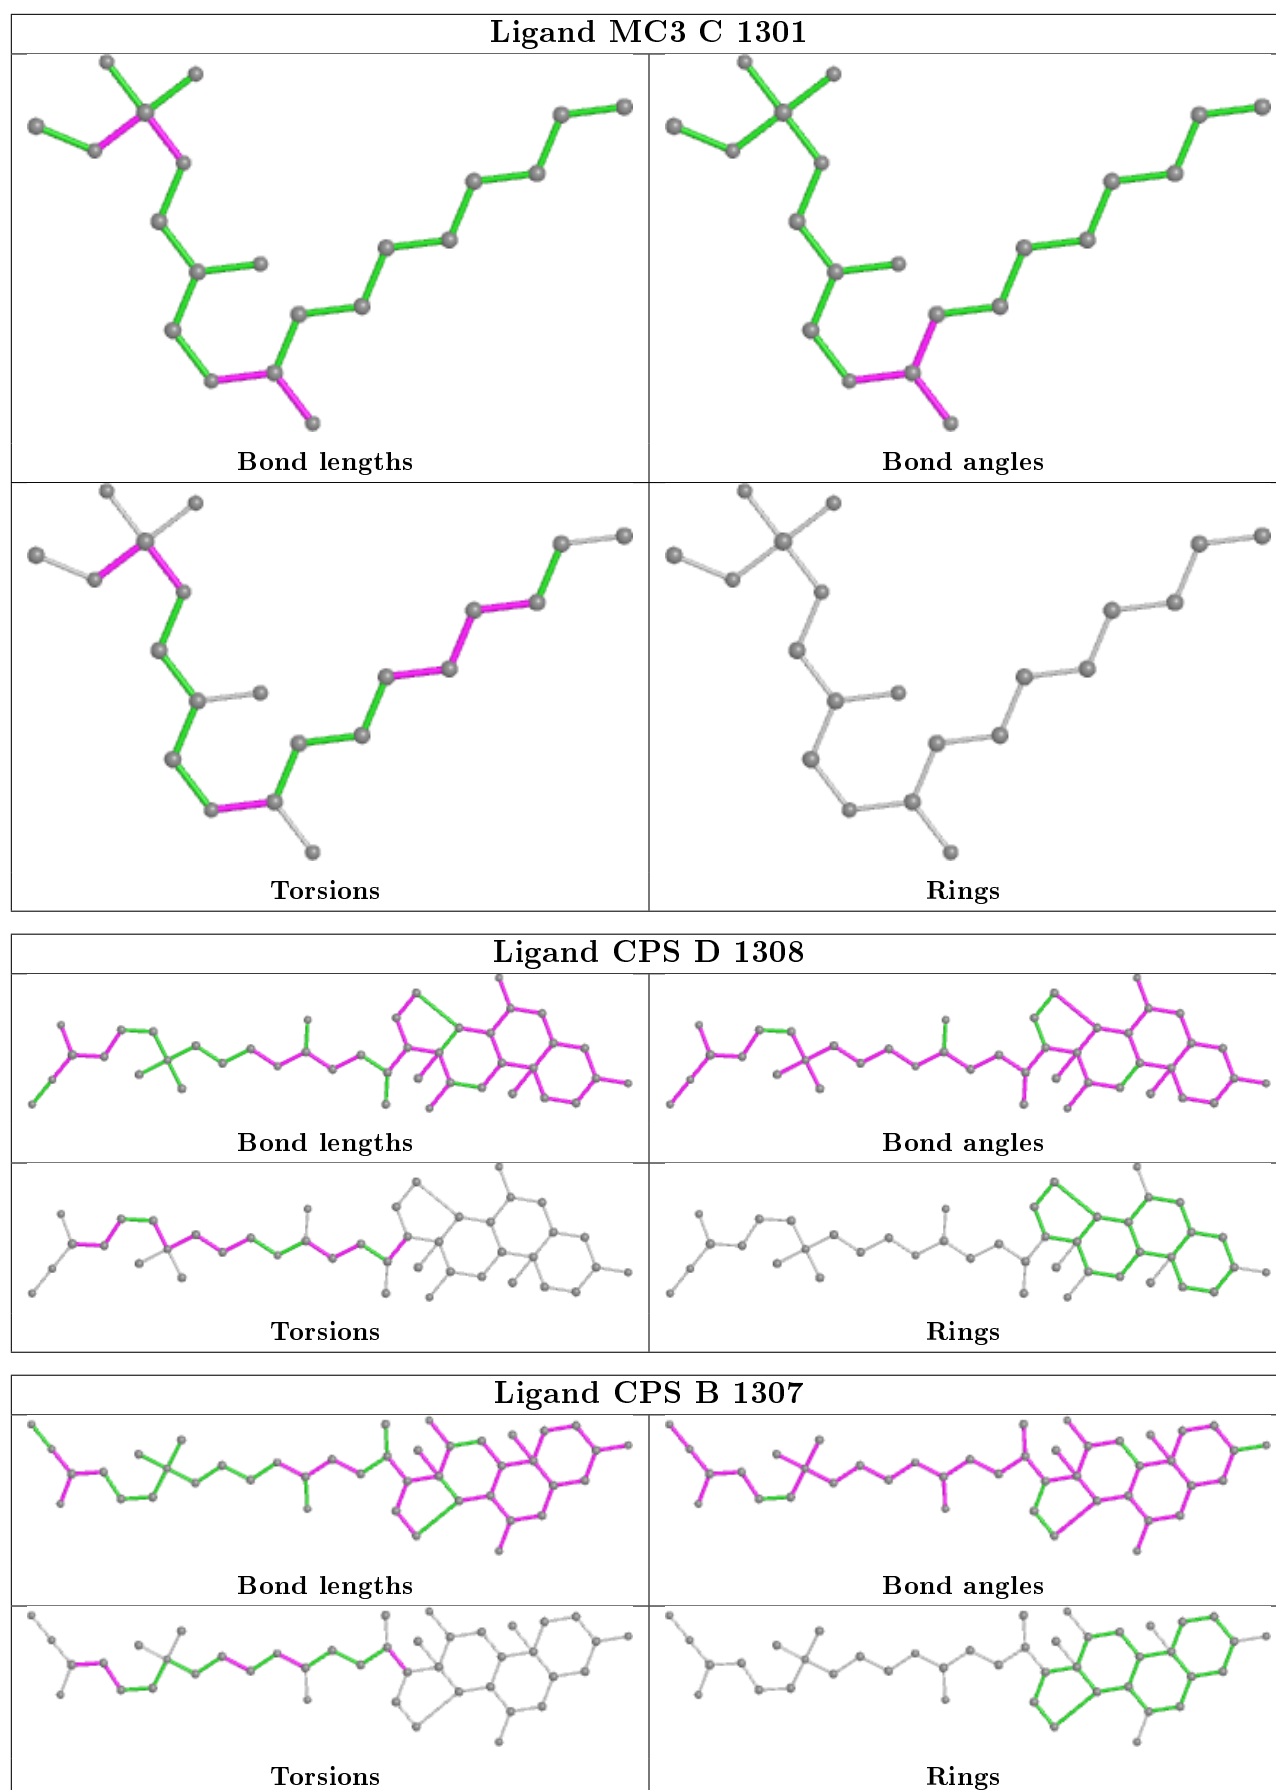 Ligand MC3 C 1301
Bond lengths
Bond angles
Torsions
Rings
Ligand CPS D 1308
Bond lengths
Bond angles
Torsions
Rings
Ligand CPS B 1307
Bond lengths
Bond angles
Torsions
Rings